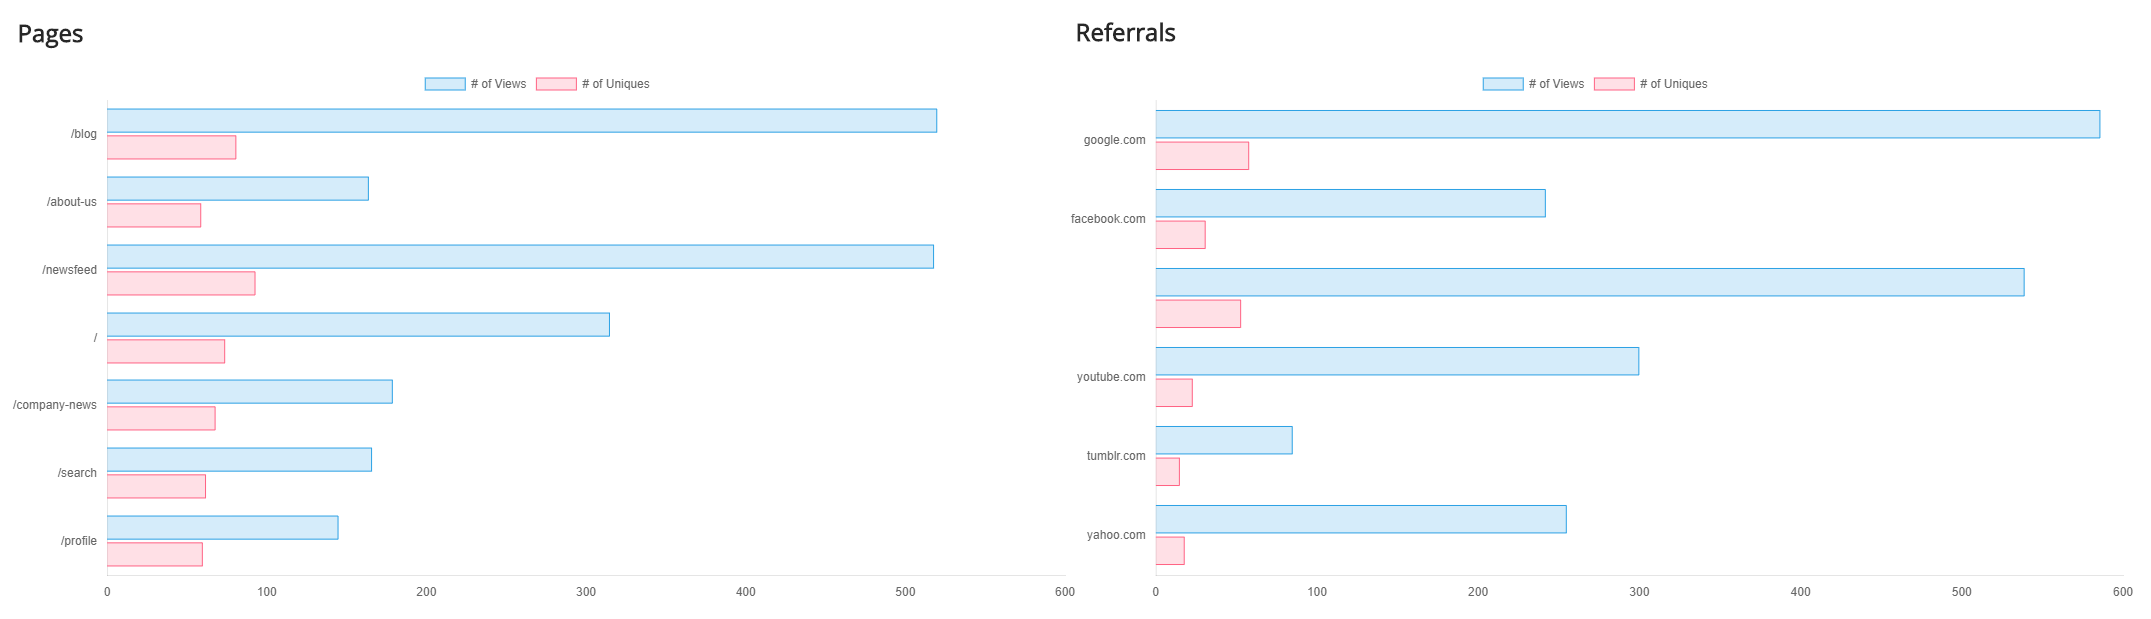 Pages
# of Views # of Uniques
/blog
/about-us
/newsfeed
/
/company-news
/search
/profile
0 100 200 300 400 500 600
Referrals
# of Views # of Uniques
google.com
facebook.com
youtube.com
tumblr.com
yahoo.com
0 100 200 300 400 500 600